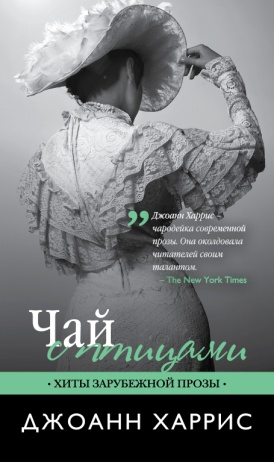 ”
Джоанн Харрис –
чародейка современной
прозы. Она околдовала
читателей своим
талантом.
– The New York Times
Чай
с птицами
• ХИТЫ ЗАРУБЕЖНОЙ ПРОЗЫ •
ДЖОАНН ХАРРИС